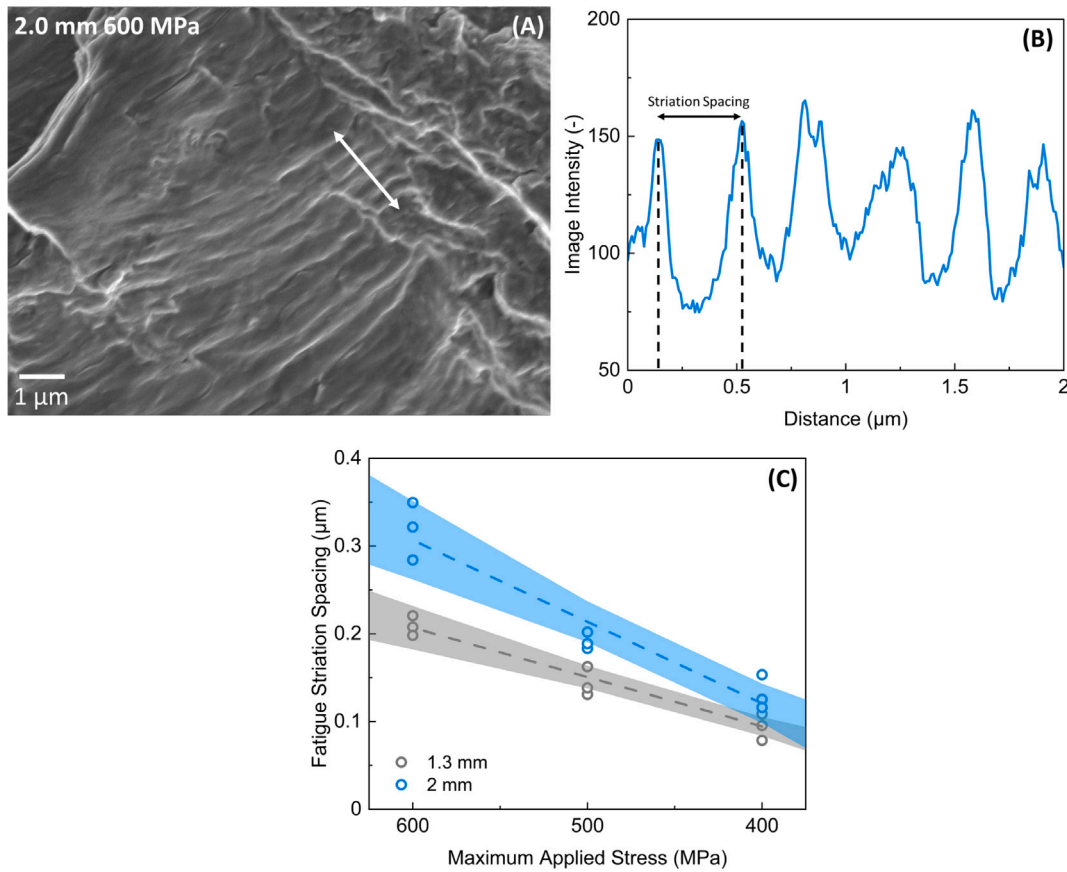 2.0 mm 600 MPa
(A)
1 µm
(B)
Striation Spacing
200
150
100
50
Image Intensity (-)
0
0.5
1
1.5
2
Distance (µm)
(C)
0.4
0.3
0.2
0.1
0
Fatigue Striation Spacing (µm)
1.3 mm
2 mm
600
500
400
Maximum Applied Stress (MPa)